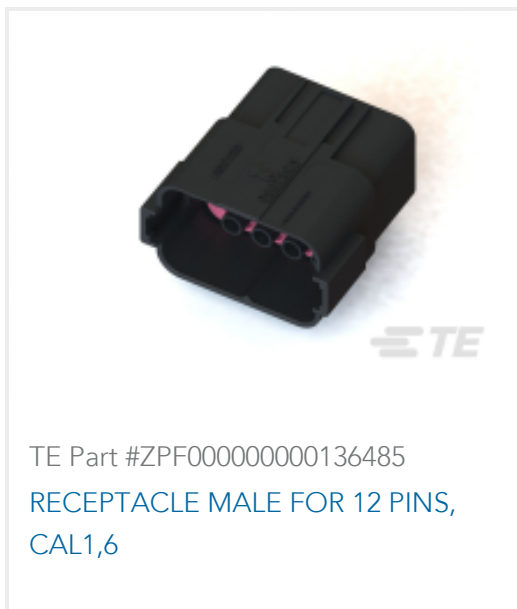 TE
TE Part #ZPF000000000136485
RECEPTACLE MALE FOR 12 PINS,
CAL1,6